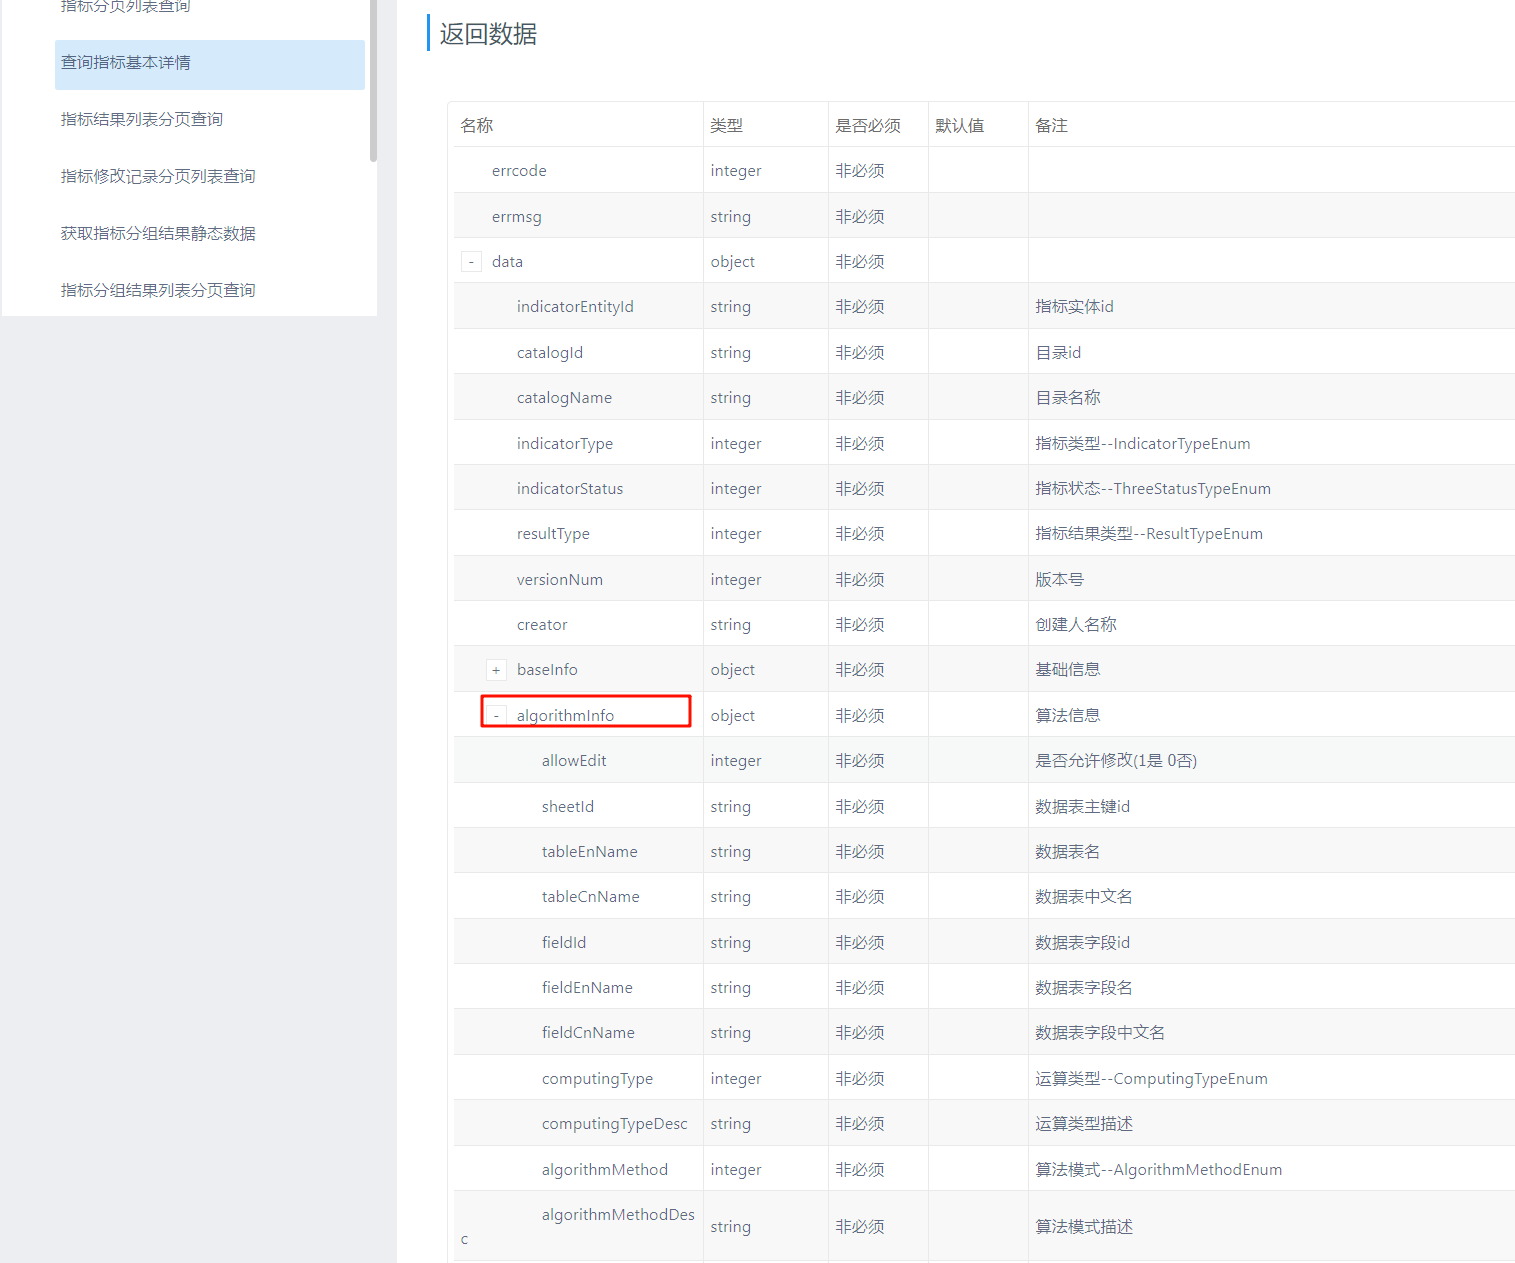 指标分页列表查询
查询指标基本详情
指标结果列表分页查询
指标修改记录分页列表查询
获取指标分组结果静态数据
指标分组结果列表分页查询
返回数据
名称 类型 是否必须 默认值 备注
errcode integer 非必须
errmsg string 非必须
- data object 非必须
indicatorEntityId string 非必须 指标实体id
catalogId string 非必须 目录id
catalogName string 非必须 目录名称
indicatorType integer 非必须 指标类型--IndicatorTypeEnum
indicatorStatus integer 非必须 指标状态--ThreeStatusTypeEnum
resultType integer 非必须 指标结果类型--ResultTypeEnum
versionNum integer 非必须 版本号
creator string 非必须 创建人名称
+ baseInfo object 非必须 基础信息
- algorithmInfo object 非必须 算法信息
allowEdit integer 非必须 是否允许修改(1是 0否)
sheetId string 非必须 数据表主键id
tableEnName string 非必须 数据表名
tableCnName string 非必须 数据表中文名
fieldId string 非必须 数据表字段id
fieldEnName string 非必须 数据表字段名
fieldCnName string 非必须 数据表字段中文名
computingType integer 非必须 运算类型--ComputingTypeEnum
computingTypeDesc string 非必须 运算类型描述
algorithmMethod integer 非必须 算法模式--AlgorithmMethodEnum
algorithmMethodDes
c string 非必须 算法模式描述